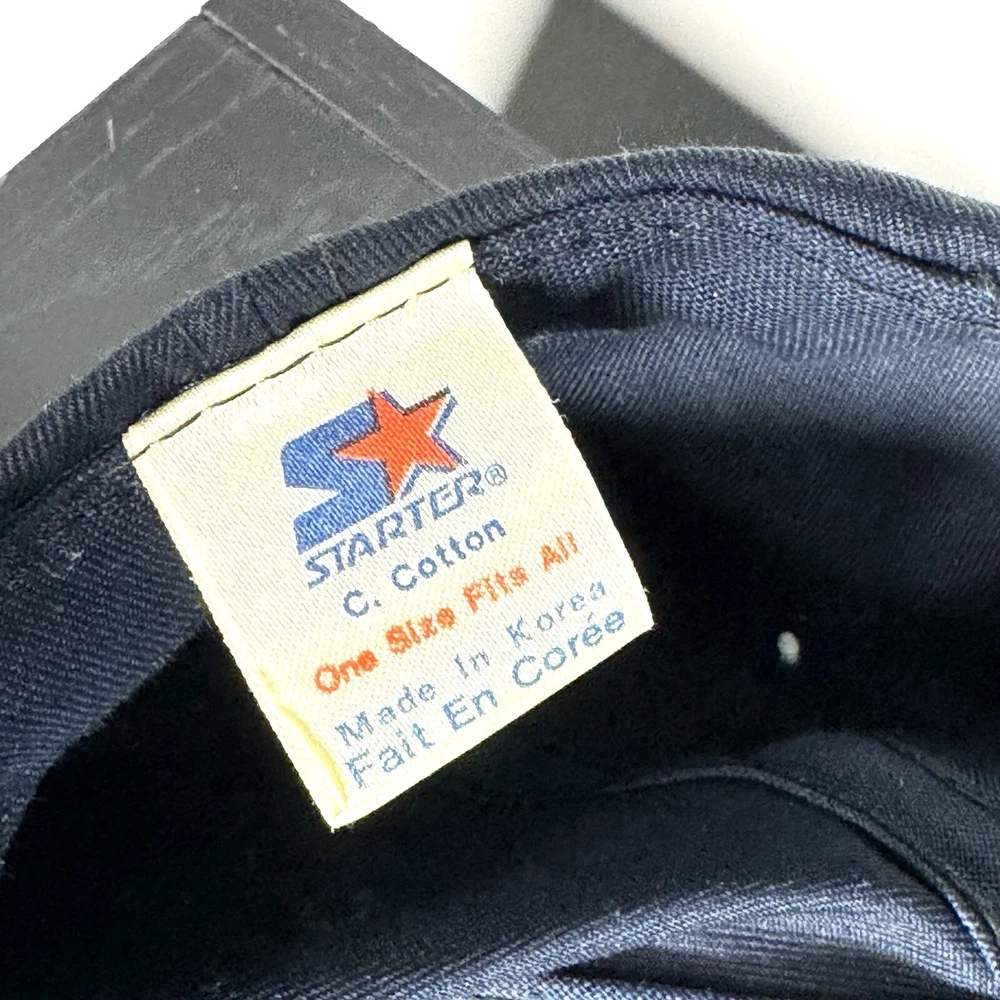 STARTER®
C. Cotton
One Size Fits All
Made In Korea
Fait En Corée